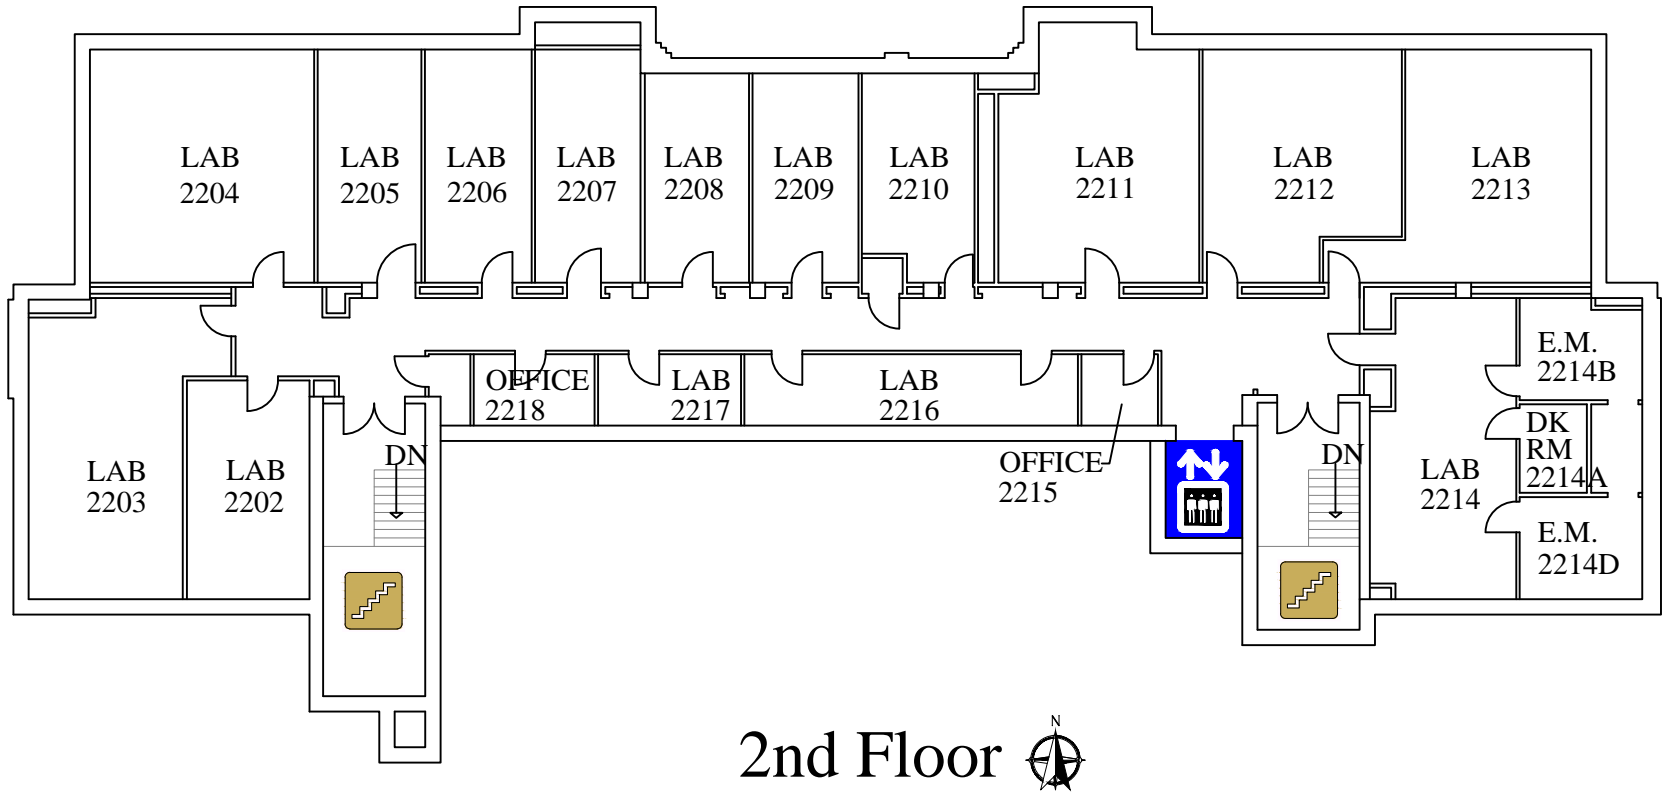 LAB
2204
LAB
2205
LAB
2206
LAB
2207
LAB
2208
LAB
2209
LAB
2210
LAB
2211
LAB
2212
LAB
2213
OFFICE
2218
LAB
2217
LAB
2216
OFFICE
2215
E.M.
2214B
DK
RM
2214A
E.M.
2214D
LAB
2214
LAB
2203
LAB
2202
DN
DN
2nd Floor
N